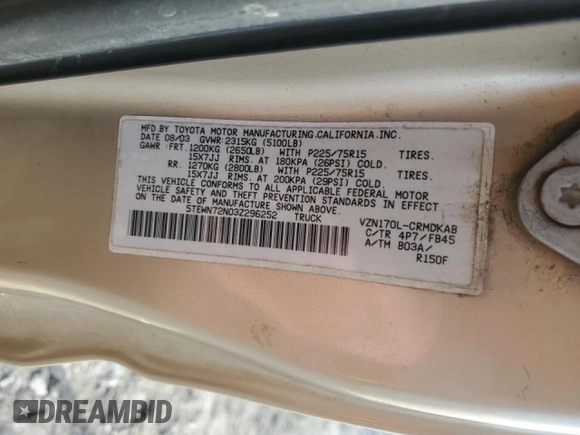 MFD.BY TOYOTA MOTOR MANUFACTURING,CALIFORNIA,INC.
DATE 08/03 GVWR 2315KG (5100LB)
GAWR: FRT. 1200KG (2650LB) WITH P225/75R15 TIRES.
15X7JJ RIMS. AT 180KPA (26PSI) COLD.
RR. 1270KG (2800LB) WITH P225/75R15 TIRES.
15X7JJ RIMS. AT 200KPA (29PSI) COLD.
THIS VEHICLE CONFORMS TO ALL APPLICABLE FEDERAL MOTOR
VEHICLE SAFETY STANDARDS IN EFFECT ON
THE DATE OF MANUFACTURE SHOWN ABOVE.
5TEWN72N03Z296252 TRUCK
VZN170L-CRMDKAB
C/TR 4P7/FB45
A/TM B03A/
R150F
DREAMBID